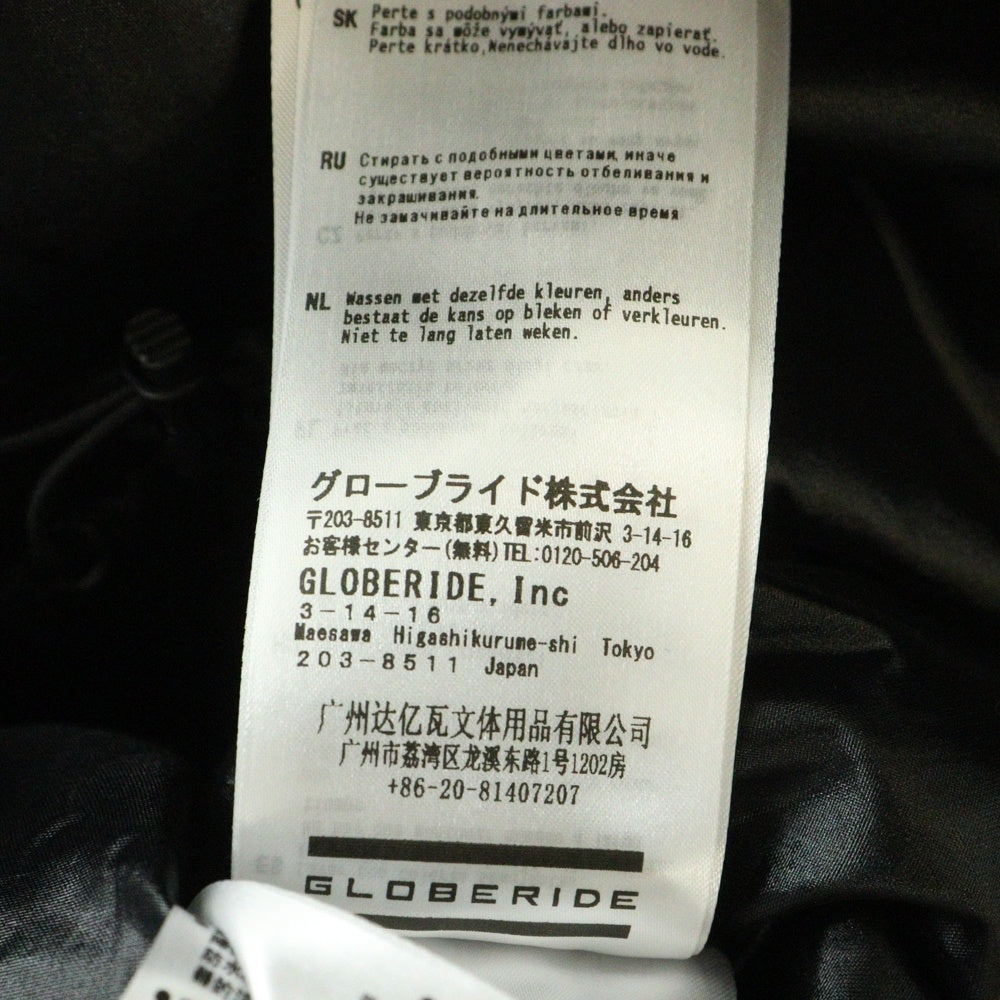 SK Perte s podobnými farbami.
Farba sa môže vymývať, alebo zapierať.
Perte krátko,Nenechávajte dlho vo vode.
RU Стирать с подобными цветами, иначе
существует вероятность отбеливания и
закрашивания.
Не замачивайте на длительное время
NL Wassen met dezelfde kleuren, anders
bestaat de kans op bleken of verkleuren.
Niet te lang laten weken.
グローブライド株式会社
〒203-8511 東京都東久留米市前沢 3-14-16
お客様センター(無料)TEL:0120-506-204
GLOBERIDE, Inc
3-14-16
Maesawa Higashikurume-shi Tokyo
203-8511 Japan
广州达亿瓦文体用品有限公司
广州市荔湾区龙溪东路1号1202房
+86-20-81407207
GLOBERIDE